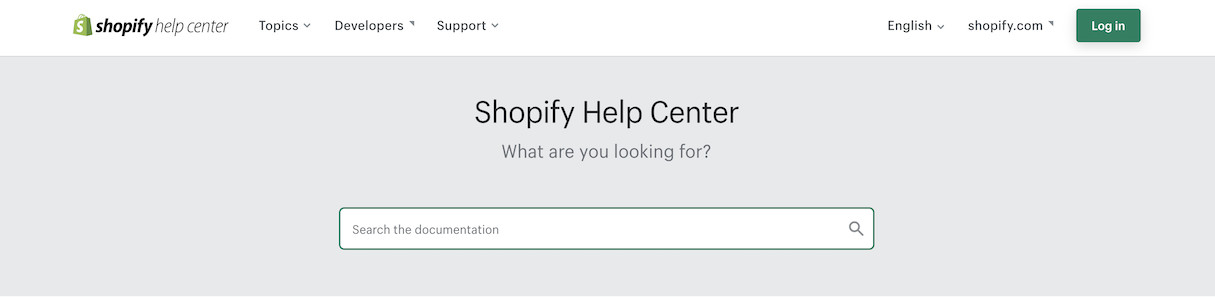 shopify help center Topics Developers Support English shopify.com Log in
Shopify Help Center
What are you looking for?
Search the documentation